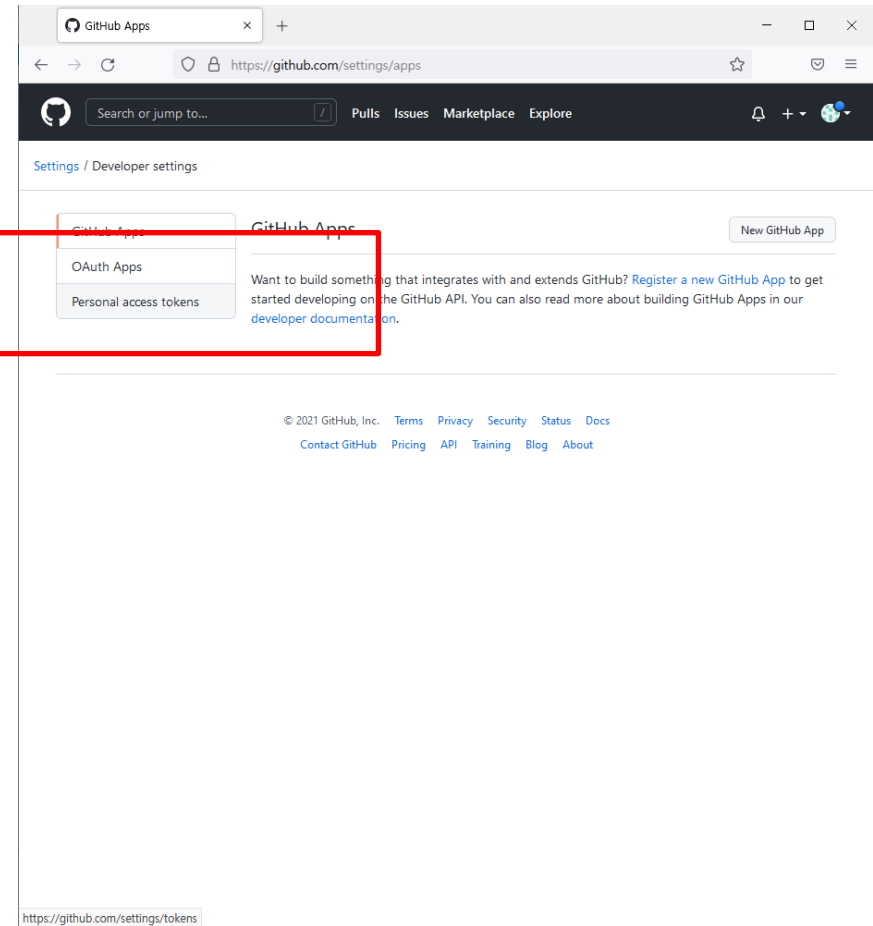 GitHub Apps
https://github.com/settings/apps
Search or jump to... / Pulls Issues Marketplace Explore
Settings / Developer settings
GitHub Apps
OAuth Apps
Personal access tokens
GitHub Apps
New GitHub App
Want to build something that integrates with and extends GitHub? Register a new GitHub App to get
started developing on the GitHub API. You can also read more about building GitHub Apps in our
developer documentation.
© 2021 GitHub, Inc. Terms Privacy Security Status Docs
Contact GitHub Pricing API Training Blog About
https://github.com/settings/tokens